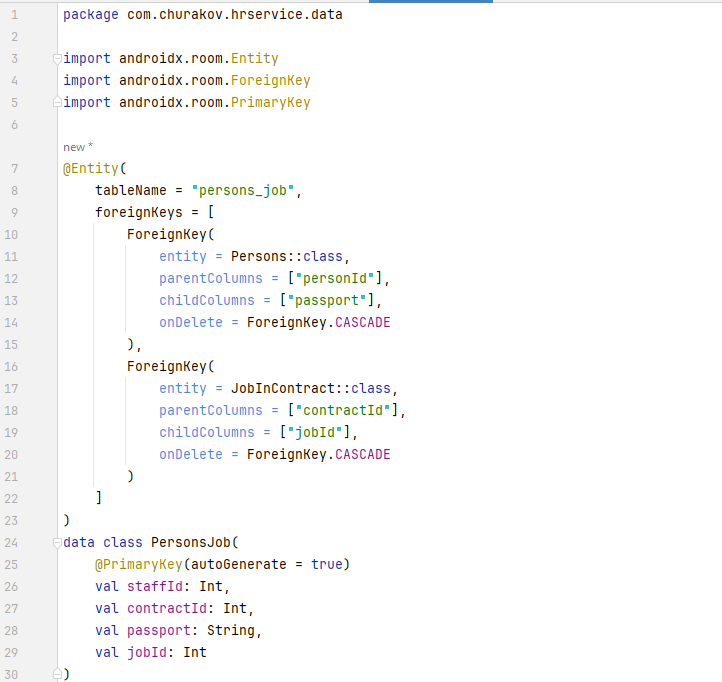 1 package com.churakov.hrservice.data
2
3 import androidx.room.Entity
4 import androidx.room.ForeignKey
5 import androidx.room.PrimaryKey
6
new *
7 @Entity(
8     tableName = "persons_job",
9     foreignKeys = [
10         ForeignKey(
11             entity = Persons::class,
12             parentColumns = ["personId"],
13             childColumns = ["passport"],
14             onDelete = ForeignKey.CASCADE
15         ),
16         ForeignKey(
17             entity = JobInContract::class,
18             parentColumns = ["contractId"],
19             childColumns = ["jobId"],
20             onDelete = ForeignKey.CASCADE
21         )
22     ]
23 )
24 data class PersonsJob(
25     @PrimaryKey(autoGenerate = true)
26     val staffId: Int,
27     val contractId: Int,
28     val passport: String,
29     val jobId: Int
30 )